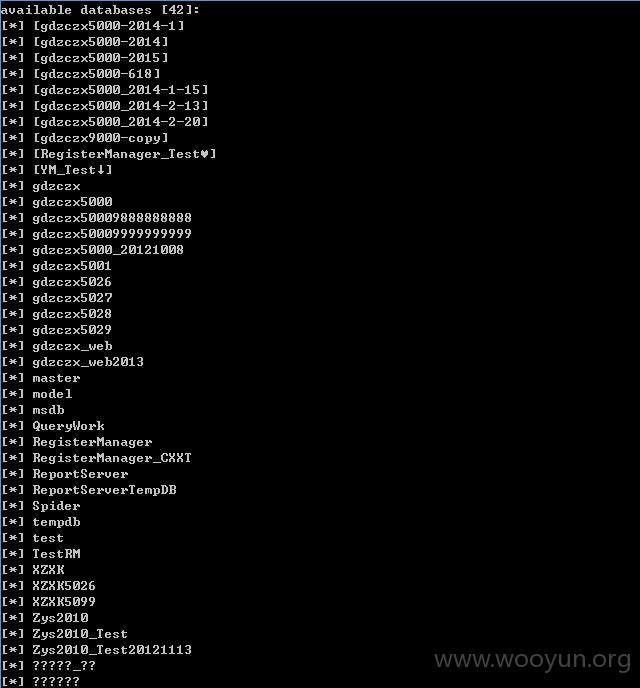 available databases [42]:
[*] [gdzczx5000-2014-1]
[*] [gdzczx5000-2014]
[*] [gdzczx5000-2015]
[*] [gdzczx5000-618]
[*] [gdzczx5000_2014-1-15]
[*] [gdzczx5000_2014-2-13]
[*] [gdzczx5000_2014-2-20]
[*] [gdzczx9000-copy]
[*] [RegisterManager_Test♥]
[*] [YM_Test↓]
[*] gdzczx
[*] gdzczx5000
[*] gdzczx50009888888888
[*] gdzczx50009999999999
[*] gdzczx5000_20121008
[*] gdzczx5001
[*] gdzczx5026
[*] gdzczx5027
[*] gdzczx5028
[*] gdzczx5029
[*] gdzczx_web
[*] gdzczx_web2013
[*] master
[*] model
[*] msdb
[*] QueryWork
[*] RegisterManager
[*] RegisterManager_CXXT
[*] ReportServer
[*] ReportServerTempDB
[*] Spider
[*] tempdb
[*] test
[*] TestRM
[*] XZXK
[*] XZXK5026
[*] XZXK5099
[*] Zys2010
[*] Zys2010_Test
[*] Zys2010_Test20121113
[*] ?????_??
[*] ??????
www.wooyun.org